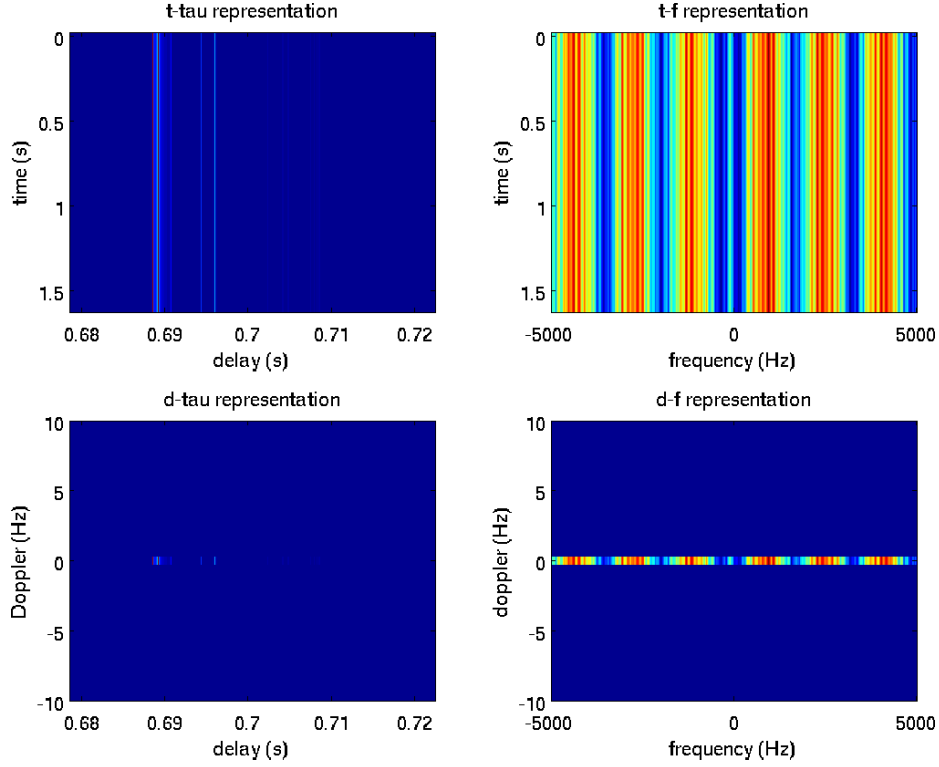 t-tau representation
t-f representation
0
0.5
1
1.5
time (s)
0.68 0.69 0.7 0.71 0.72
delay (s)
0
0.5
1
1.5
time (s)
-5000 0 5000
frequency (Hz)
d-tau representation
d-f representation
10
5
0
-5
-10
Doppler (Hz)
0.68 0.69 0.7 0.71 0.72
delay (s)
10
5
0
-5
-10
doppler (Hz)
-5000 0 5000
frequency (Hz)